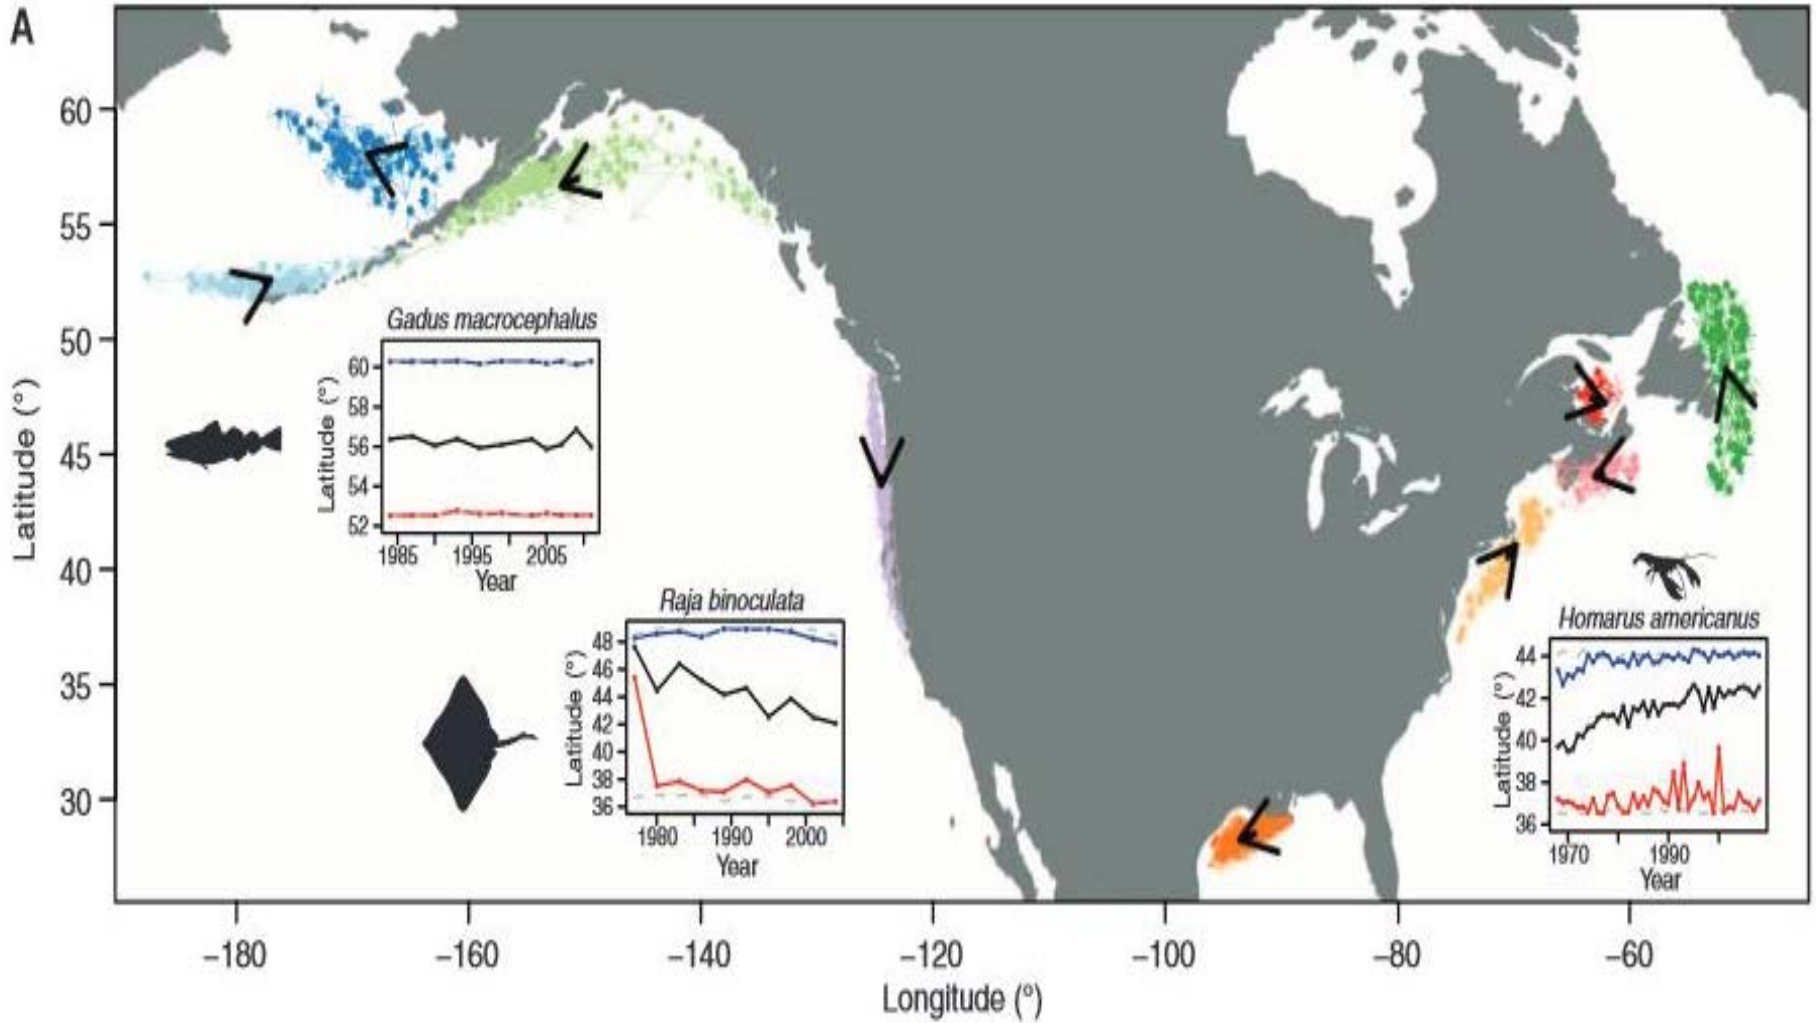 A
60
55
50
45
40
35
30
Latitude (°)
Gadus macrocephalus
60
58
56
54
52
Latitude (°)
1985 1995 2005
Year
Raja binoculata
48
46
44
42
40
38
36
Latitude (°)
1980 1990 2000
Year
Homarus americanus
44
42
40
38
36
Latitude (°)
1970 1990
Year
−180 −160 −140 −120 −100 −80 −60
Longitude (°)